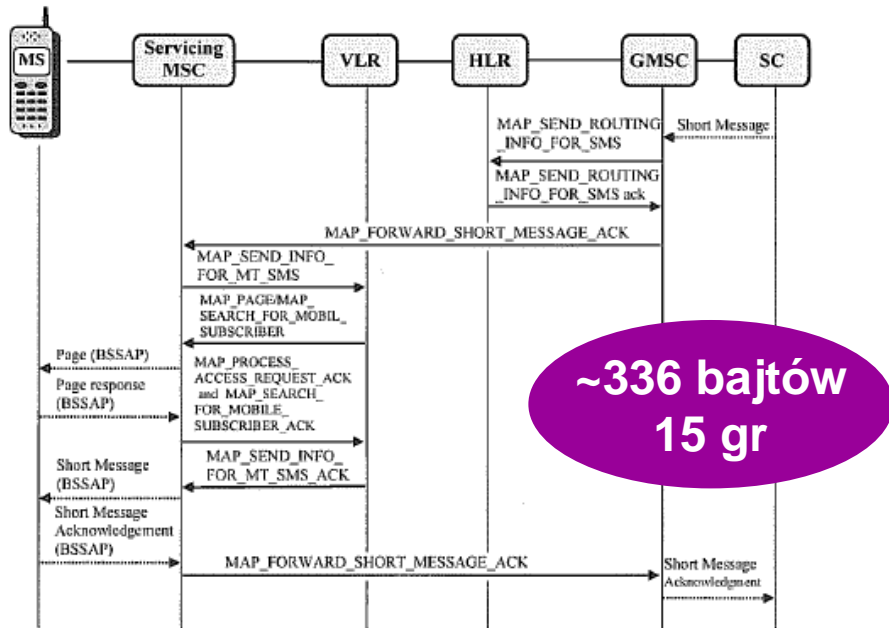 MS
Servicing
MSC
VLR
HLR
GMSC
SC
MAP_SEND_ROUTING
_INFO_FOR_SMS
Short Message
MAP_SEND_ROUTING
_INFO_FOR_SMS ack
MAP_FORWARD_SHORT_MESSAGE_ACK
MAP_SEND_INFO_
FOR_MT_SMS
MAP_PAGE/MAP_
SEARCH_FOR_MOBIL_
SUBSCRIBER
Page (BSSAP)
MAP_PROCESS_
ACCESS_REQUEST_ACK
and MAP_SEARCH_
FOR_MOBILE_
SUBSCRIBER_ACK
Page response
(BSSAP)
~336 bajtów
15 gr
MAP_SEND_INFO_
FOR_MT_SMS_ACK
Short Message
(BSSAP)
Short Message
Acknowledgement
(BSSAP)
MAP_FORWARD_SHORT_MESSAGE_ACK
Short Message
Acknowledgment